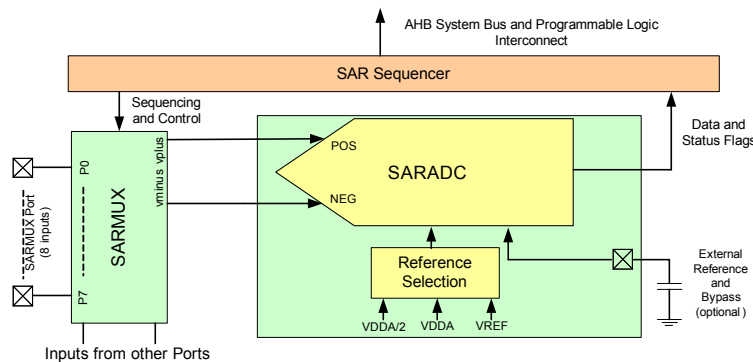 AHB System Bus and Programmable Logic
Interconnect
SAR Sequencer
Sequencing
and Control
Data and
Status Flags
vminus vplus
P0
SARMUX
P7
SARMUX Port
(8 inputs)
Inputs from other Ports
POS
NEG
SARADC
Reference
Selection
VDDA/2
VDDA
VREF
External
Reference
and
Bypass
(optional)